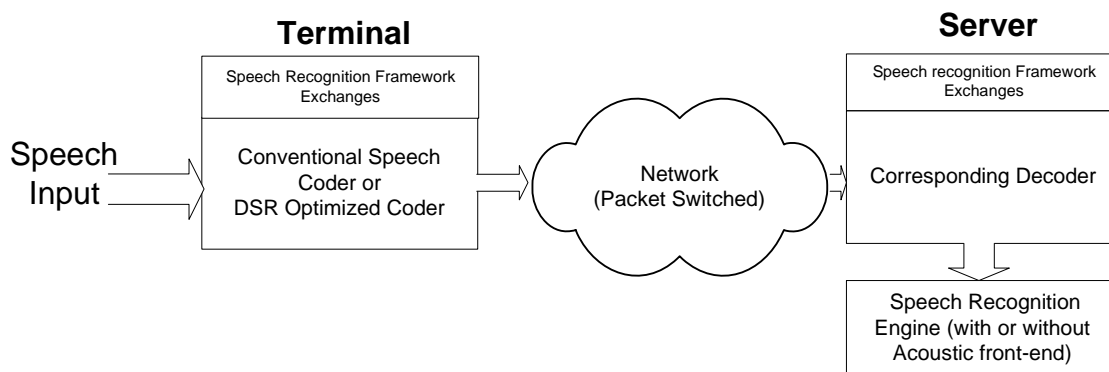 Terminal
Server
Speech Recognition Framework
Exchanges
Speech recognition Framework
Exchanges
Speech
Input
Conventional Speech
Coder or
DSR Optimized Coder
Network
(Packet Switched)
Corresponding Decoder
Speech Recognition
Engine (with or without
Acoustic front-end)